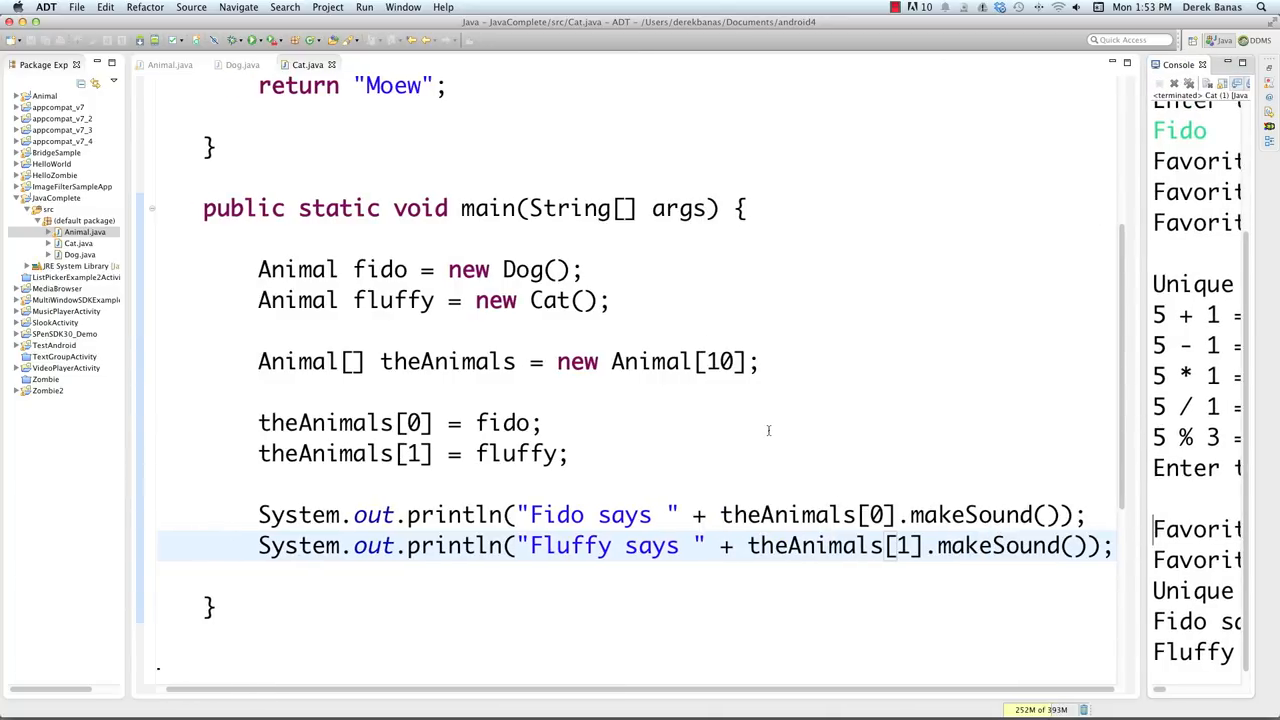 ADT File Edit Refactor Source Navigate Search Project Run Window Help 10 Mon 1:53 PM Derek Banas
Java - JavaComplete/src/Cat.java - ADT - /Users/derekbanas/Documents/android4
Quick Access Java DDMS
Package Exp
Animal.java Dog.java Cat.java
Console
<terminated> Cat (1) [Java
Animal
appcompat_v7
appcompat_v7_2
appcompat_v7_3
appcompat_v7_4
BridgeSample
HelloWorld
HelloZombie
ImageFilterSampleApp
JavaComplete
src
(default package)
Animal.java
Cat.java
Dog.java
JRE System Library [Ja
ListPickerExample2Activi
MediaBrowser
MultiWindowSDKExample
MusicPlayerActivity
SlookActivity
SPenSDK30_Demo
TestAndroid
TextGroupActivity
VideoPlayerActivity
Zombie
Zombie2
return "Moew";
}
public static void main(String[] args) {
Animal fido = new Dog();
Animal fluffy = new Cat();
Animal[] theAnimals = new Animal[10];
theAnimals[0] = fido;
theAnimals[1] = fluffy;
System.out.println("Fido says " + theAnimals[0].makeSound());
System.out.println("Fluffy says " + theAnimals[1].makeSound());
}
Enter t
Fido
Favorit
Favorit
Favorit
Unique
5 + 1 =
5 - 1 =
5 * 1 =
5 / 1 =
5 % 3 =
Enter t
Favorit
Favorit
Unique
Fido sa
Fluffy
252M of 393M